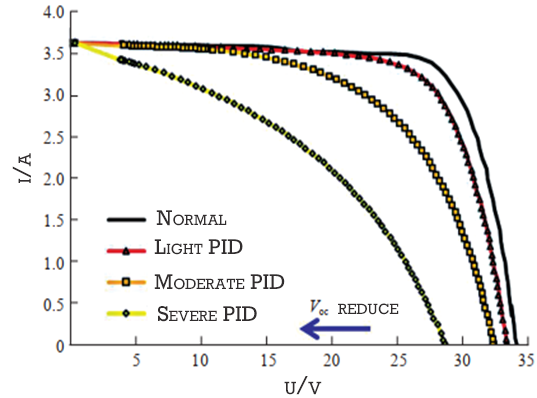 I/A
4.0
3.5
3.0
2.5
2.0
1.5
1.0
0.5
0
NORMAL
LIGHT PID
MODERATE PID
SEVERE PID
Voc REDUCE
5 10 15 20 25 30 35
U/V